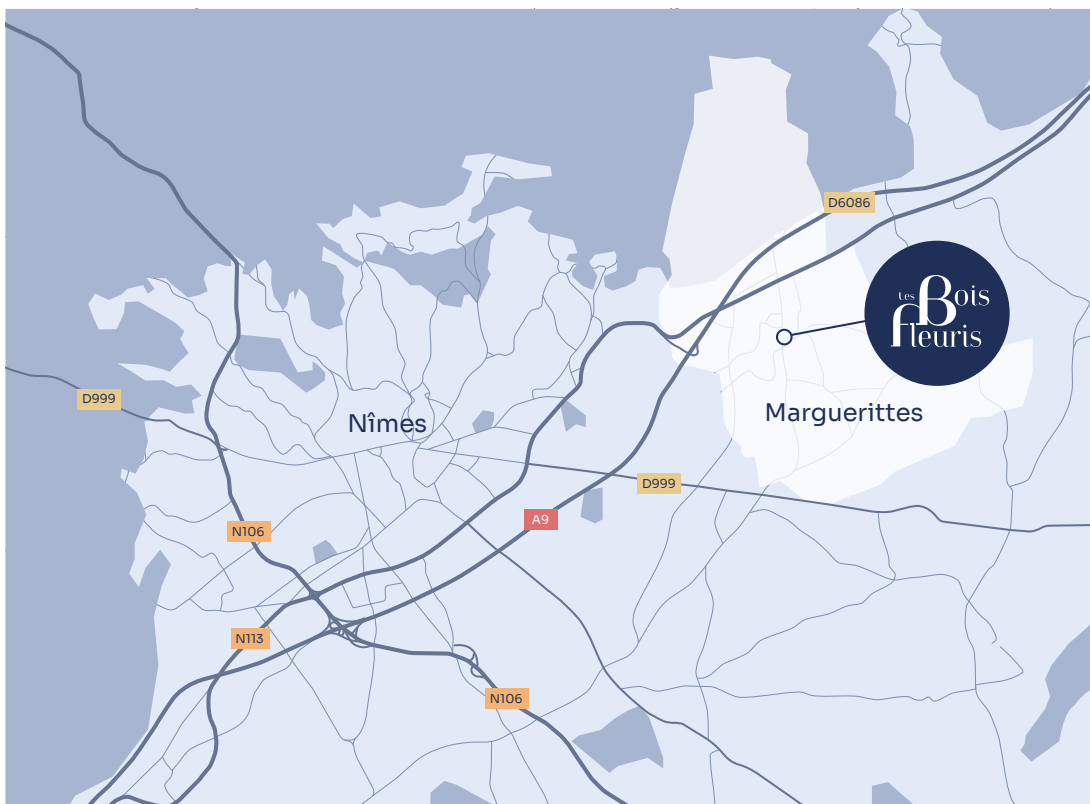 D6086
Les Bois
fleuris
D999
Nîmes
Marguerittes
D999
A9
N106
N113
N106